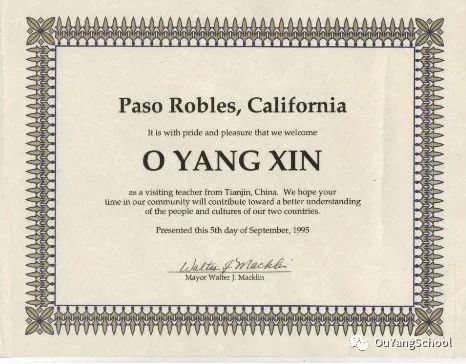 Paso Robles, California
It is with pride and pleasure that we welcome
O YANG XIN
as a visiting teacher from Tianjin, China. We hope your
time in our community will contribute toward a better understanding
of the people and cultures of our two countries.
Presented this 5th day of September, 1995
Walter J. Macklin
Mayor Walter J. Macklin
OuYangSchool